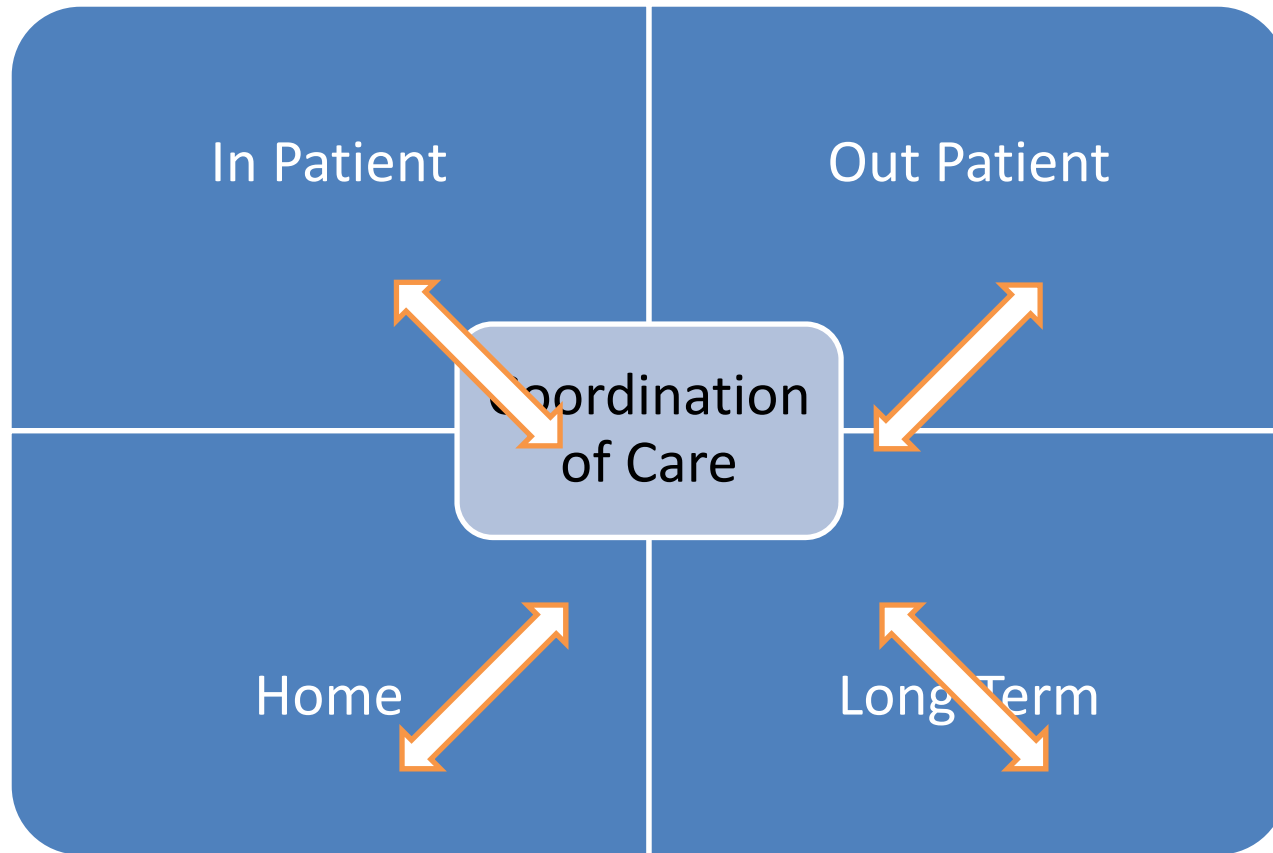 In Patient
Out Patient
Coordination
of Care
Home
Long Term